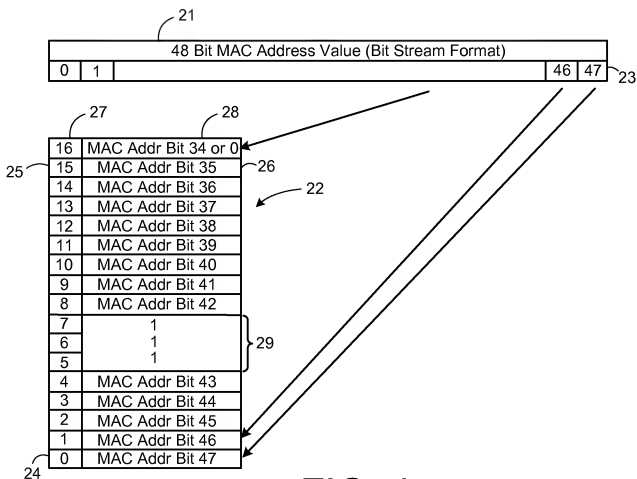 21
48 Bit MAC Address Value (Bit Stream Format)
0 1 46 47 23
27 28
16 MAC Addr Bit 34 or 0
25 15 MAC Addr Bit 35 26
14 MAC Addr Bit 36 22
13 MAC Addr Bit 37
12 MAC Addr Bit 38
11 MAC Addr Bit 39
10 MAC Addr Bit 40
9 MAC Addr Bit 41
8 MAC Addr Bit 42
7 1
6 1 29
5 1
4 MAC Addr Bit 43
3 MAC Addr Bit 44
2 MAC Addr Bit 45
1 MAC Addr Bit 46
0 MAC Addr Bit 47
24